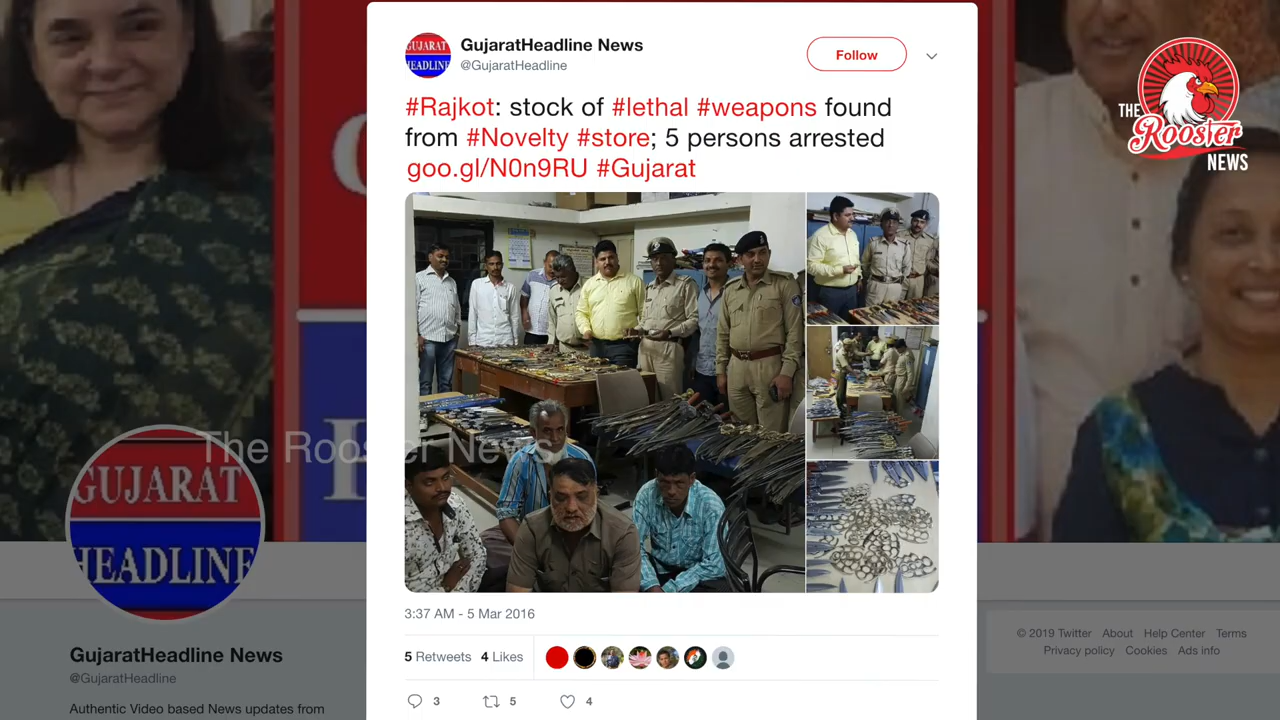 GUJARAT
HEADLINE
GujaratHeadline News
@GujaratHeadline
Follow
#Rajkot: stock of #lethal #weapons found
from #Novelty #store; 5 persons arrested
goo.gl/N0n9RU #Gujarat
THE
Rooster
NEWS
The Rooster News
3:37 AM - 5 Mar 2016
5 Retweets 4 Likes
3 5 4
GUJARAT
HEADLINE
GujaratHeadline News
@GujaratHeadline
Authentic Video based News updates from
© 2019 Twitter About Help Center Terms
Privacy policy Cookies Ads info